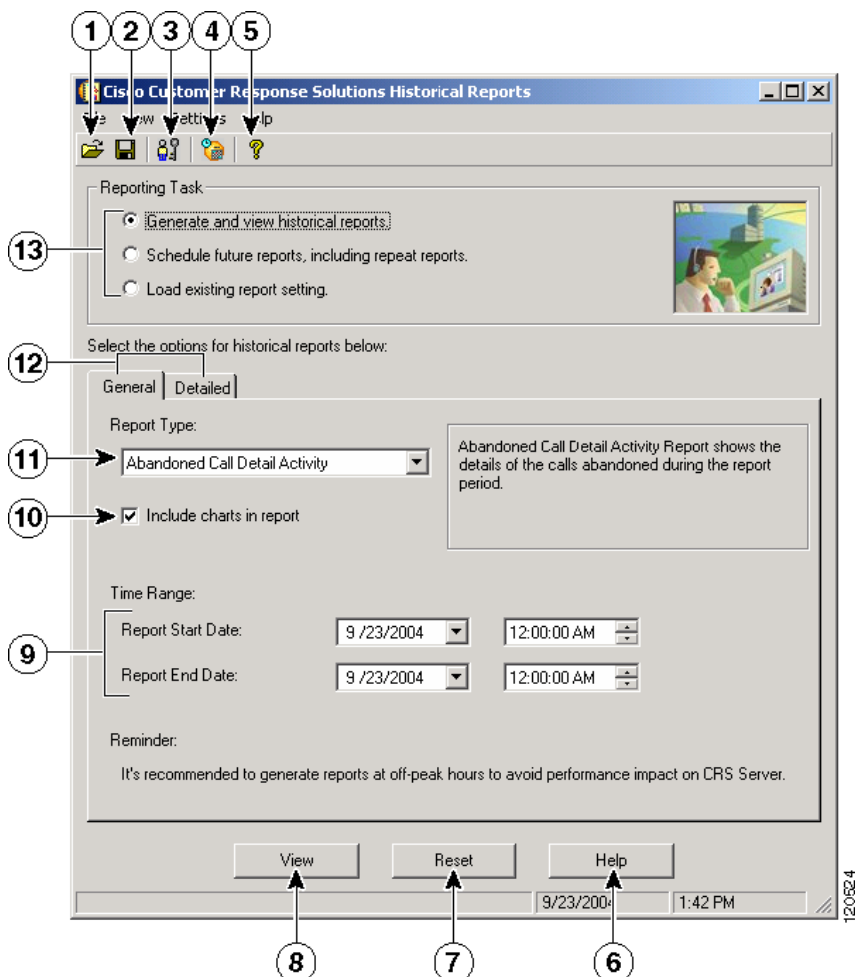 1 2 3 4 5
Cisco Customer Response Solutions Historical Reports
Settings
Reporting Task
Generate and view historical reports.
13
Schedule future reports, including repeat reports.
Load existing report setting.
Select the options for historical reports below:
12
General Detailed
Report Type:
11
Abandoned Call Detail Activity
Abandoned Call Detail Activity Report shows the
details of the calls abandoned during the report
period.
10
Include charts in report
Time Range:
9
Report Start Date: 9 /23/2004 12:00:00 AM
Report End Date: 9 /23/2004 12:00:00 AM
Reminder:
It's recommended to generate reports at off-peak hours to avoid performance impact on CRS Server.
View Reset Help
9/23/2004 1:42 PM
120524
8 7 6